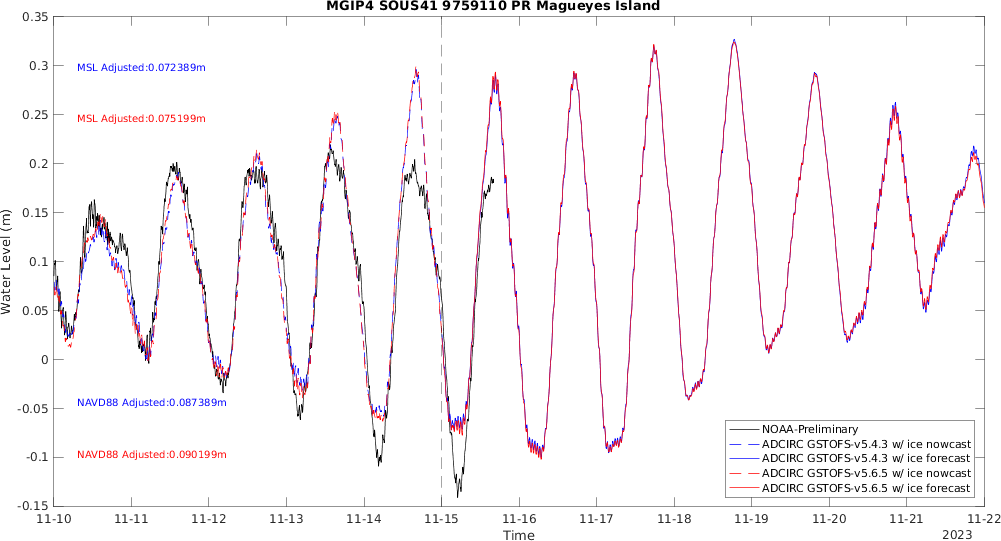 MGIP4 SOUS41 9759110 PR Magueyes Island
0.35
0.3
0.25
0.2
0.15
0.1
0.05
0
-0.05
-0.1
-0.15
Water Level (m)
MSL Adjusted:0.072389m
MSL Adjusted:0.075199m
NAVD88 Adjusted:0.087389m
NAVD88 Adjusted:0.090199m
NOAA-Preliminary
ADCIRC GSTOFS-v5.4.3 w/ ice nowcast
ADCIRC GSTOFS-v5.4.3 w/ ice forecast
ADCIRC GSTOFS-v5.6.5 w/ ice nowcast
ADCIRC GSTOFS-v5.6.5 w/ ice forecast
11-10 11-11 11-12 11-13 11-14 11-15 11-16 11-17 11-18 11-19 11-20 11-21 11-22
Time
2023